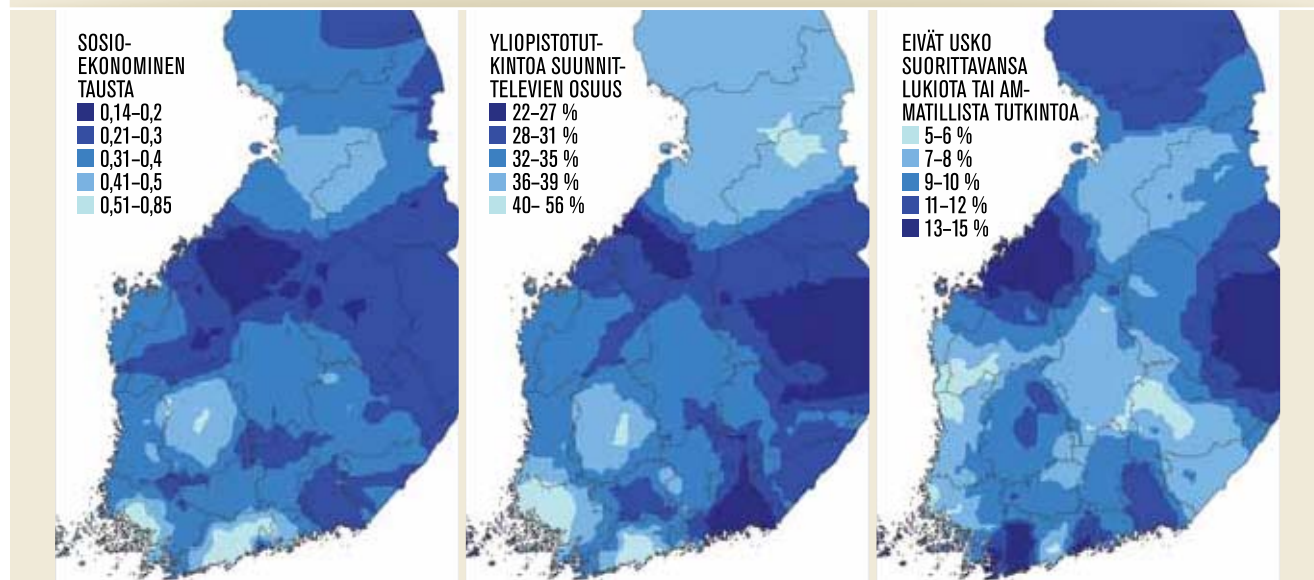 SOSIO-
EKONOMINEN
TAUSTA
0,14–0,2
0,21–0,3
0,31–0,4
0,41–0,5
0,51–0,85
YLIOPISTOTUT-
KINTOA SUUNNIT-
TELEVIEN OSUUS
22–27 %
28–31 %
32–35 %
36–39 %
40– 56 %
EIVÄT USKO
SUORITTAVANSA
LUKIOTA TAI AM-
MATILLISTA TUTKINTOA
5–6 %
7–8 %
9–10 %
11–12 %
13–15 %